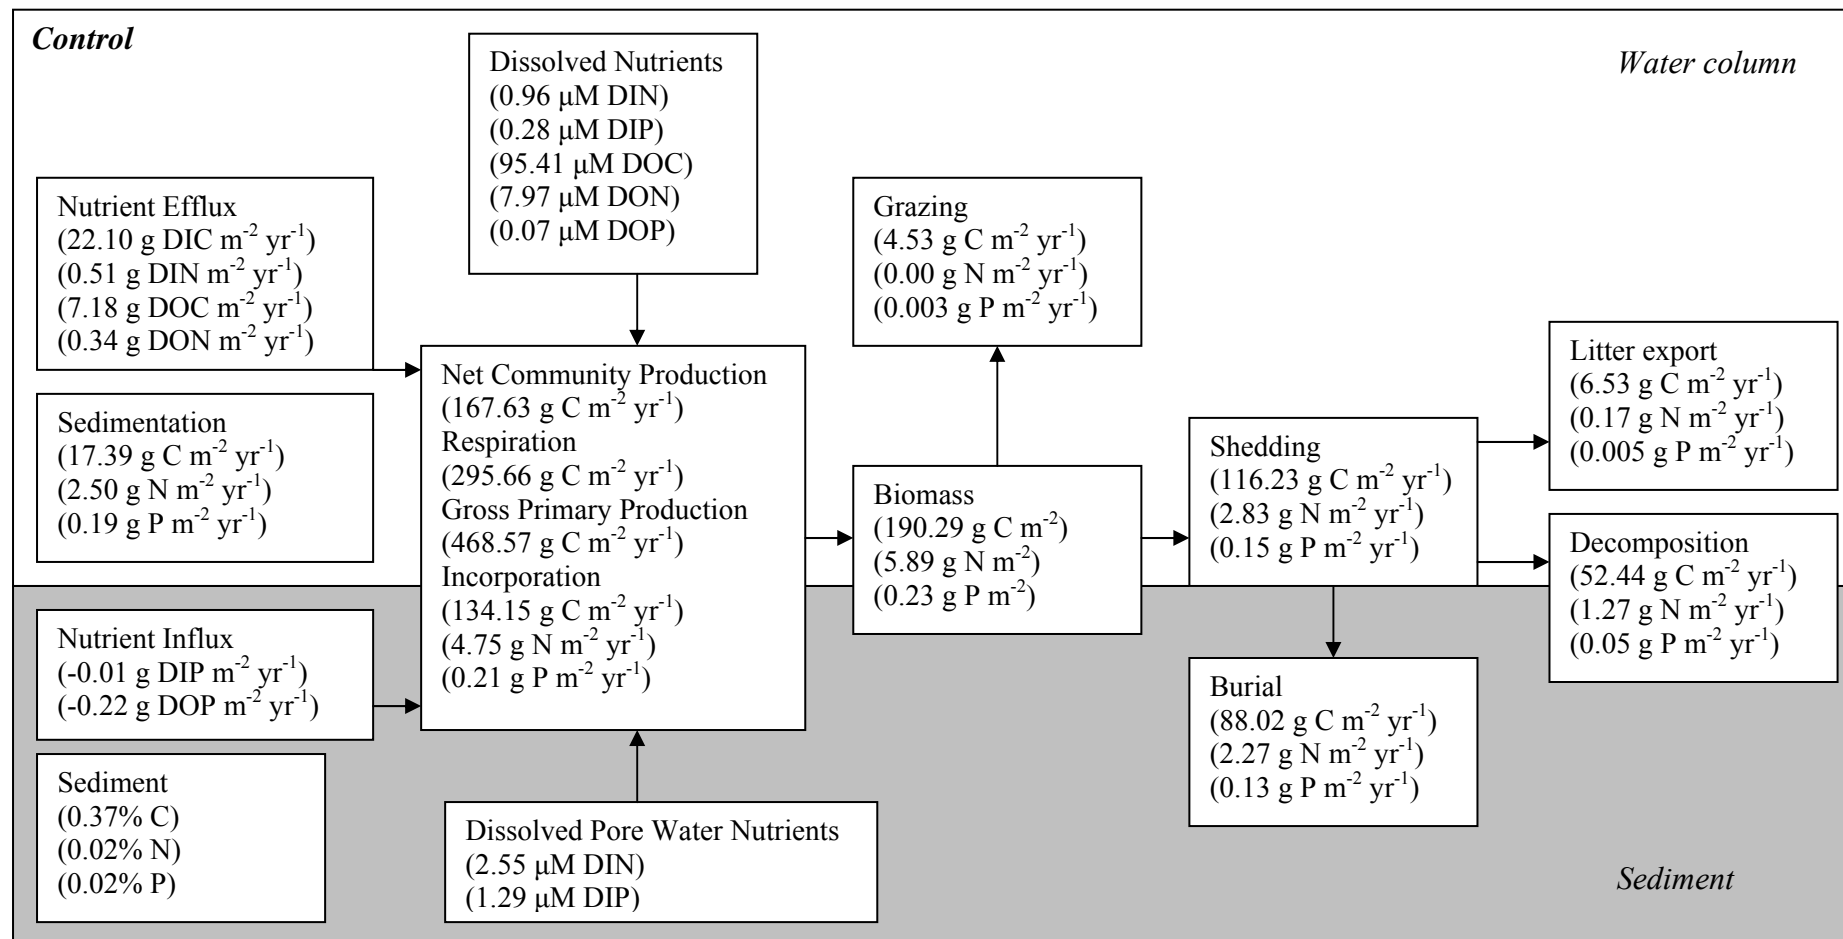 Control
Water column
Dissolved Nutrients
(0.96 μM DIN)
(0.28 μM DIP)
(95.41 μM DOC)
(7.97 μM DON)
(0.07 μM DOP)
Nutrient Efflux
(22.10 g DIC m⁻² yr⁻¹)
(0.51 g DIN m⁻² yr⁻¹)
(7.18 g DOC m⁻² yr⁻¹)
(0.34 g DON m⁻² yr⁻¹)
Sedimentation
(17.39 g C m⁻² yr⁻¹)
(2.50 g N m⁻² yr⁻¹)
(0.19 g P m⁻² yr⁻¹)
Nutrient Influx
(-0.01 g DIP m⁻² yr⁻¹)
(-0.22 g DOP m⁻² yr⁻¹)
Sediment
(0.37% C)
(0.02% N)
(0.02% P)
Net Community Production
(167.63 g C m⁻² yr⁻¹)
Respiration
(295.66 g C m⁻² yr⁻¹)
Gross Primary Production
(468.57 g C m⁻² yr⁻¹)
Incorporation
(134.15 g C m⁻² yr⁻¹)
(4.75 g N m⁻² yr⁻¹)
(0.21 g P m⁻² yr⁻¹)
Dissolved Pore Water Nutrients
(2.55 μM DIN)
(1.29 μM DIP)
Grazing
(4.53 g C m⁻² yr⁻¹)
(0.00 g N m⁻² yr⁻¹)
(0.003 g P m⁻² yr⁻¹)
Biomass
(190.29 g C m⁻²)
(5.89 g N m⁻²)
(0.23 g P m⁻²)
Shedding
(116.23 g C m⁻² yr⁻¹)
(2.83 g N m⁻² yr⁻¹)
(0.15 g P m⁻² yr⁻¹)
Burial
(88.02 g C m⁻² yr⁻¹)
(2.27 g N m⁻² yr⁻¹)
(0.13 g P m⁻² yr⁻¹)
Litter export
(6.53 g C m⁻² yr⁻¹)
(0.17 g N m⁻² yr⁻¹)
(0.005 g P m⁻² yr⁻¹)
Decomposition
(52.44 g C m⁻² yr⁻¹)
(1.27 g N m⁻² yr⁻¹)
(0.05 g P m⁻² yr⁻¹)
Sediment